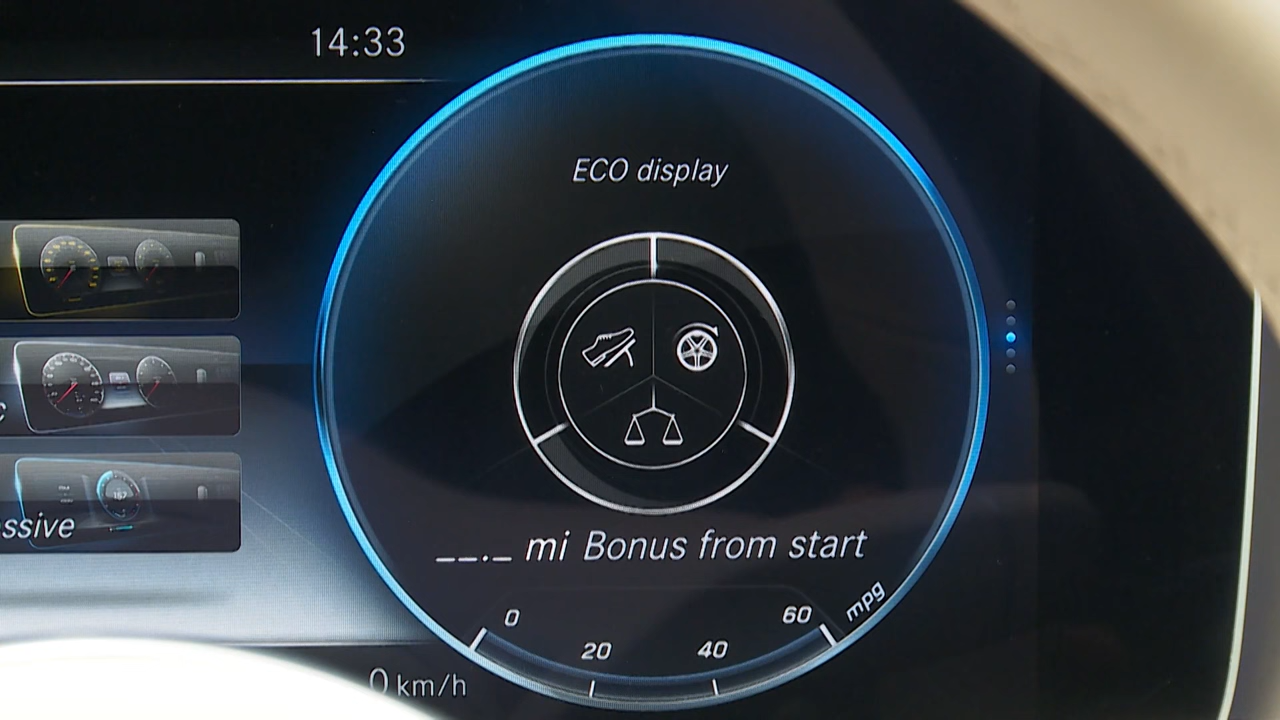 14:33
ECO display
ssive
__._ mi Bonus from start
0 20 40 60 mpg
0 km/h